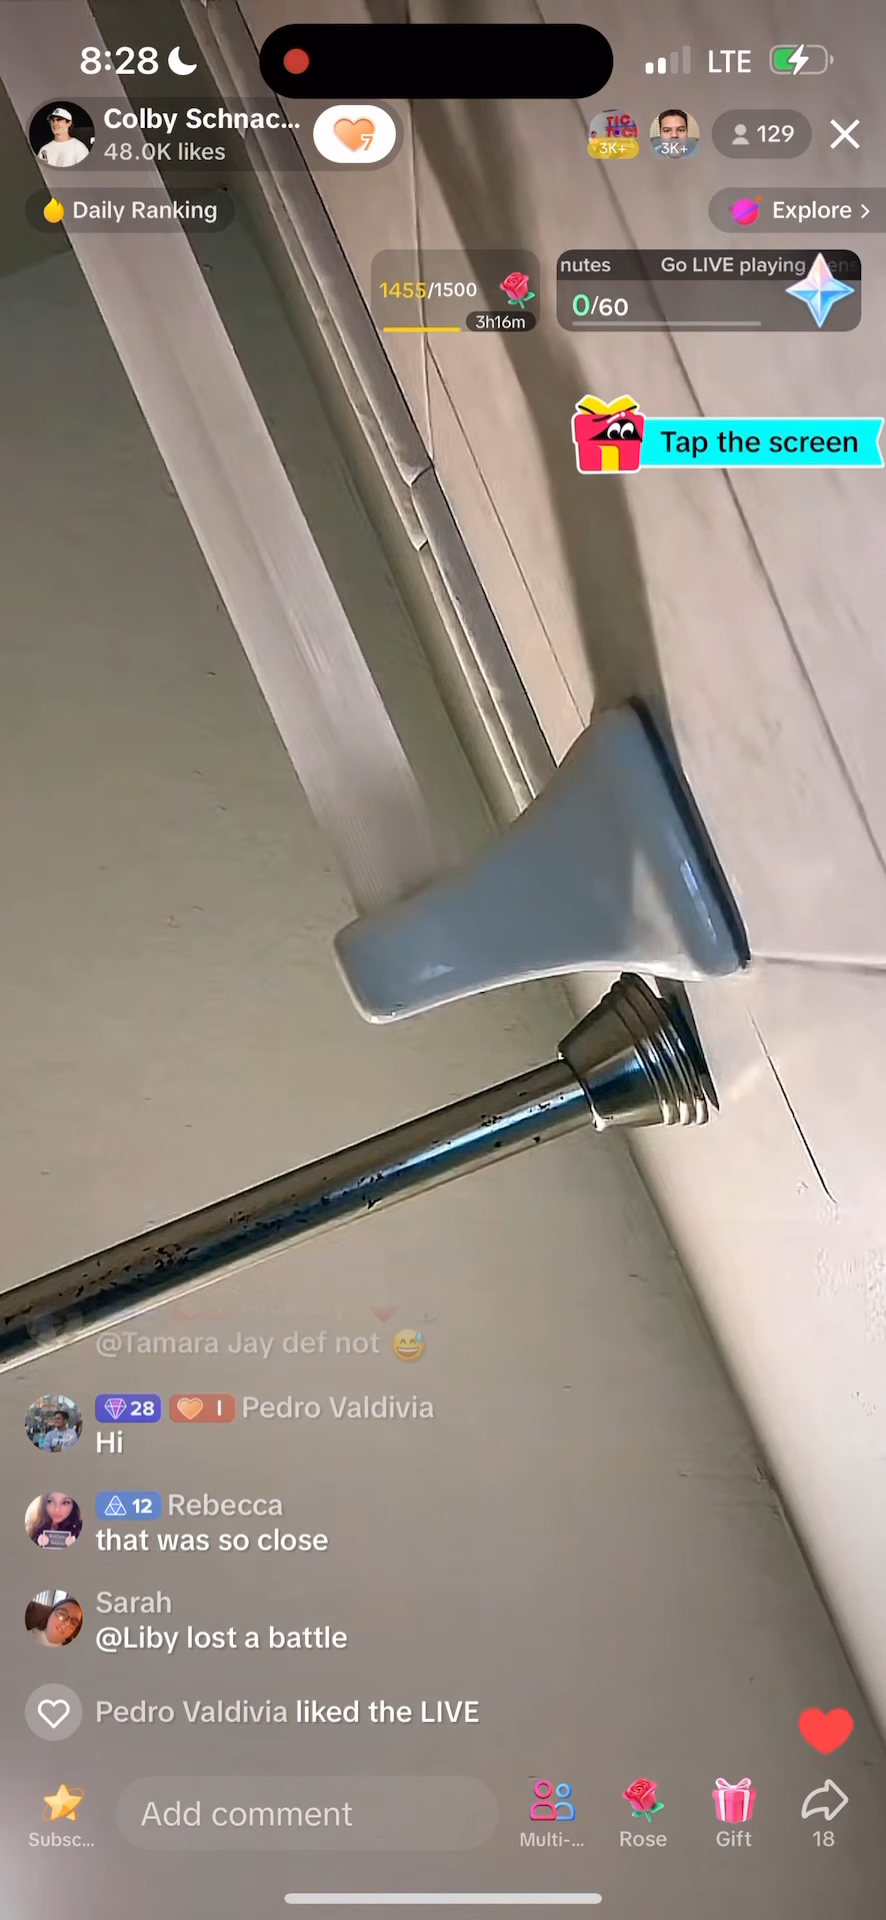 8:28
LTE
Colby Schnac...
48.0K likes
7
3K+
3K+
129
Daily Ranking
Explore >
1455/1500
3h16m
nutes Go LIVE playing
0/60
Tap the screen
@Tamara Jay def not 😅
28 I Pedro Valdivia
Hi
12 Rebecca
that was so close
Sarah
@Liby lost a battle
Pedro Valdivia liked the LIVE
Add comment
Subsc...
Multi-...
Rose
Gift
18